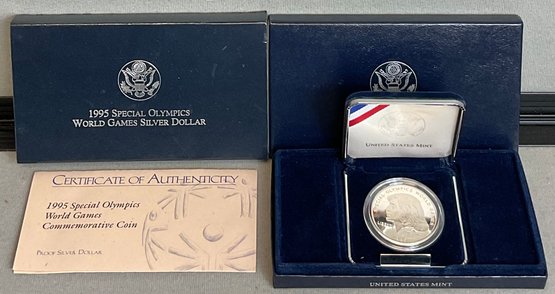 1995 SPECIAL OLYMPICS
WORLD GAMES SILVER DOLLAR
CERTIFICATE OF AUTHENTICITY
1995 Special Olympics
World Games
Commemorative Coin
PROOF SILVER DOLLAR
UNITED STATES MINT
UNITED STATES MINT